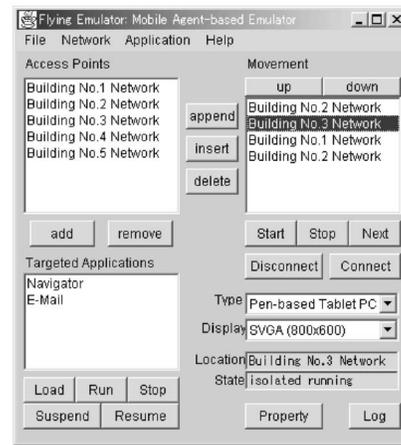 Flying Emulator: Mobile Agent-based Emulator
File Network Application Help
Access Points
Building No.1 Network
Building No.2 Network
Building No.3 Network
Building No.4 Network
Building No.5 Network
append
insert
delete
add remove
Movement
up down
Building No.2 Network
Building No.3 Network
Building No.1 Network
Building No.2 Network
Start Stop Next
Disconnect Connect
Targeted Applications
Navigator
E-Mail
Load Run Stop
Suspend Resume
Type Pen-based Tablet PC
Display SVGA (800x600)
Location Building No.3 Network
State isolated running
Property Log